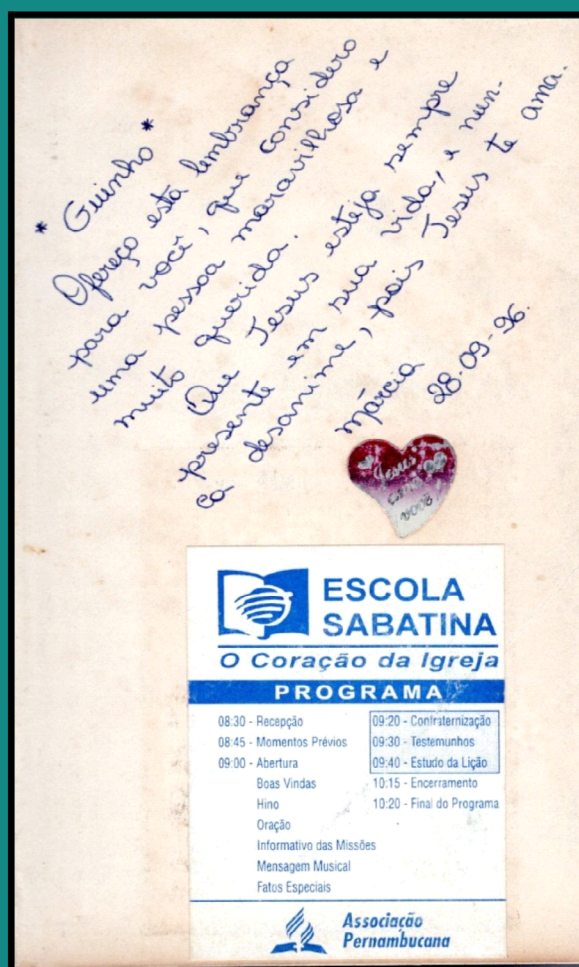 * Guinho *
Ofereço esta lembrança
para você, que considero
uma pessoa maravilhosa e
muito querida.
Que Jesus esteja sempre
presente em sua vida, e nun-
ca desanime, pois Jesus te ama.
Márcia 28-09-96.
Jesus
ama
você!
ESCOLA
SABATINA
O Coração da Igreja
PROGRAMA
08:30 - Recepção
08:45 - Momentos Prévios
09:00 - Abertura
Boas Vindas
Hino
Oração
Informativo das Missões
Mensagem Musical
Fatos Especiais
09:20 - Confraternização
09:30 - Testemunhos
09:40 - Estudo da Lição
10:15 - Encerramento
10:20 - Final do Programa
Associação
Pernambucana